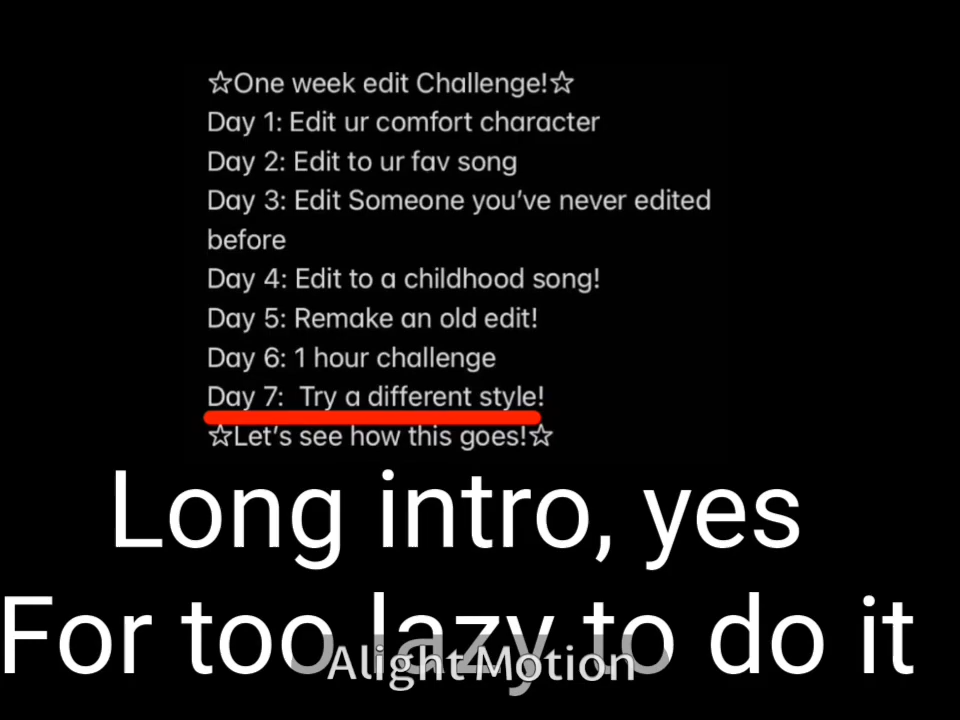 ☆One week edit Challenge!☆
Day 1: Edit ur comfort character
Day 2: Edit to ur fav song
Day 3: Edit Someone you’ve never edited
before
Day 4: Edit to a childhood song!
Day 5: Remake an old edit!
Day 6: 1 hour challenge
Day 7:  Try a different style!
☆Let’s see how this goes!☆
Long intro, yes
For too lazy to do it
Alight Motion